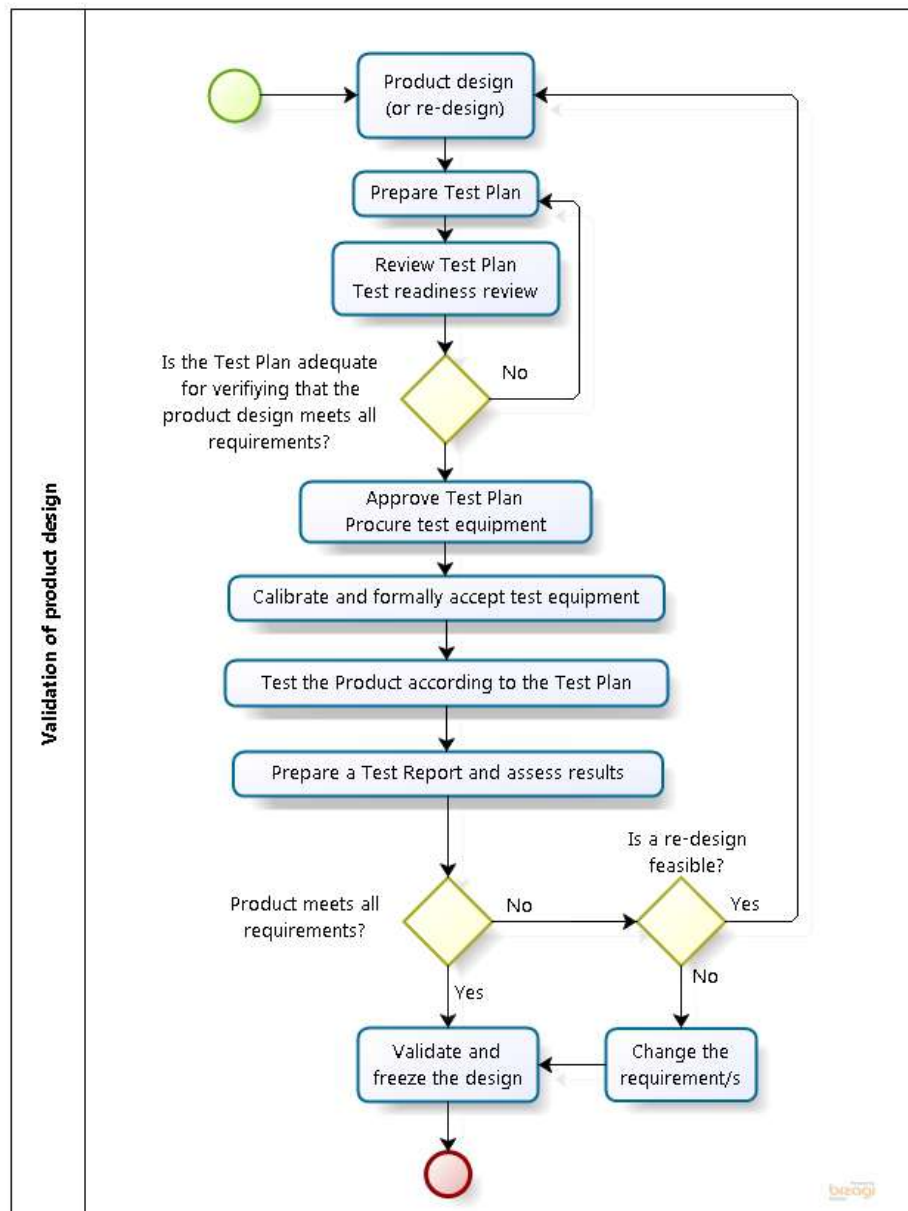 Validation of product design
Product design
(or re-design)
Prepare Test Plan
Review Test Plan
Test readiness review
Is the Test Plan adequate
for verifiying that the
product design meets all
requirements?
No
Approve Test Plan
Procure test equipment
Calibrate and formally accept test equipment
Test the Product according to the Test Plan
Prepare a Test Report and assess results
Is a re-design
feasible?
Product meets all
requirements?
No
Yes
No
Yes
Validate and
freeze the design
Change the
requirement/s